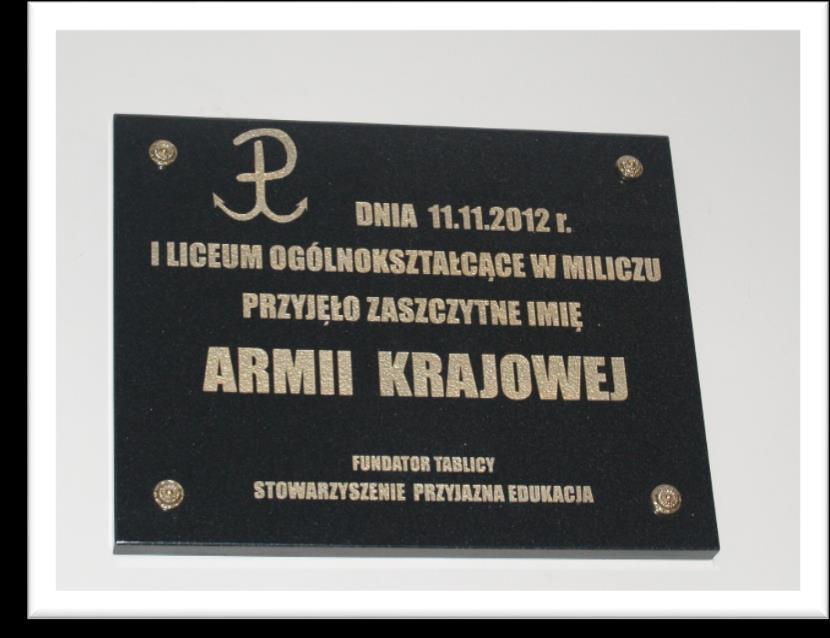 DNIA 11.11.2012 r.
I LICEUM OGÓLNOKSZTAŁCĄCE W MILICZU
PRZYJĘŁO ZASZCZYTNE IMIĘ
ARMII KRAJOWEJ
FUNDATOR TABLICY
STOWARZYSZENIE PRZYJAZNA EDUKACJA